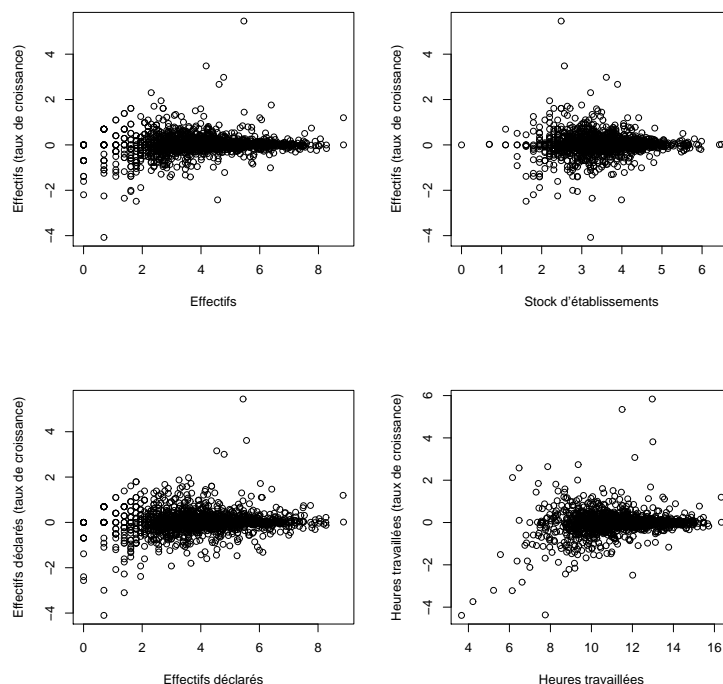 4
2
0
−2
−4
Effectifs (taux de croissance)
0 2 4 6 8
Effectifs
4
2
0
−2
−4
Effectifs (taux de croissance)
0 1 2 3 4 5 6
Stock d'établissements
4
2
0
−2
−4
Effectifs déclarés (taux de croissance)
0 2 4 6 8
Effectifs déclarés
6
4
2
0
−2
−4
Heures travaillées (taux de croissance)
4 6 8 10 12 14 16
Heures travaillées